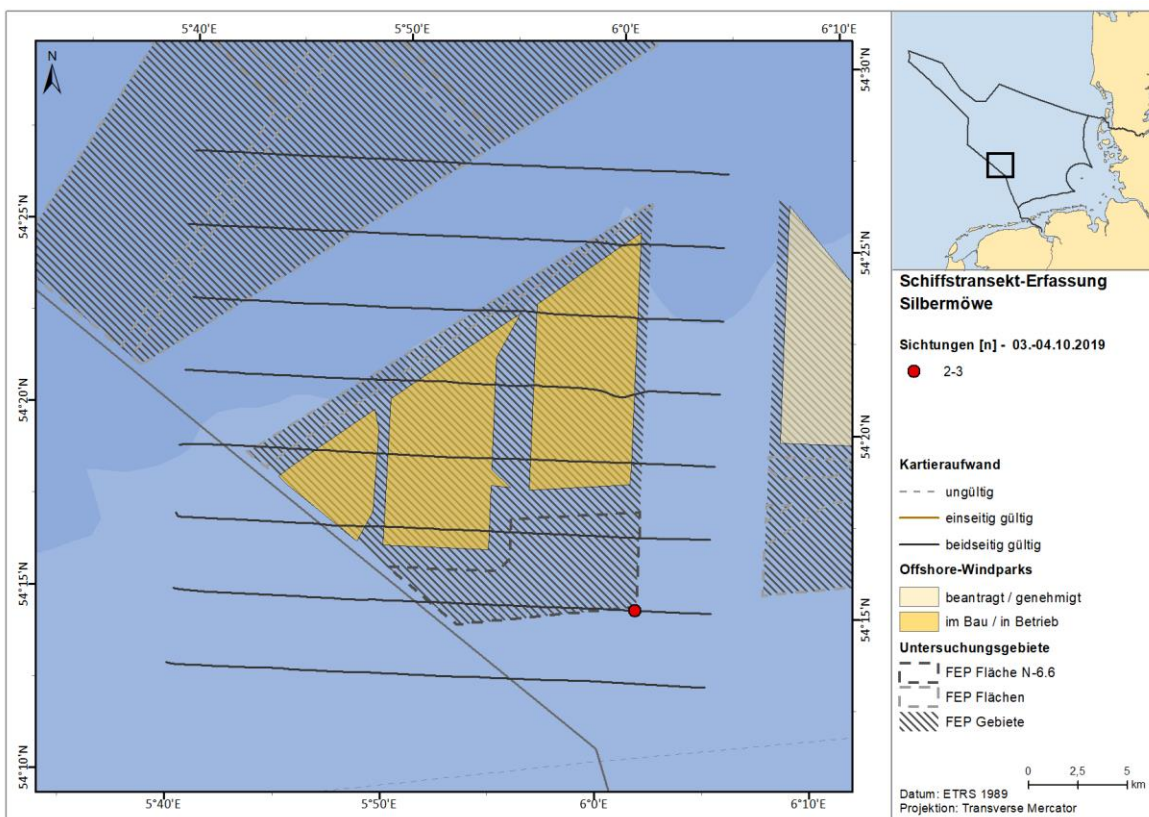 5°40'E 5°50'E 6°0'E 6°10'E
N
54°30'N
54°25'N
54°25'N
54°20'N
54°20'N
54°15'N
54°15'N
54°10'N
5°40'E 5°50'E 6°0'E 6°10'E
Schiffstransekt-Erfassung
Silbermöwe
Sichtungen [n] - 03.-04.10.2019
2-3
Kartieraufwand
ungültig
einseitig gültig
beidseitig gültig
Offshore-Windparks
beantragt / genehmigt
im Bau / in Betrieb
Untersuchungsgebiete
FEP Fläche N-6.6
FEP Flächen
FEP Gebiete
0 2,5 5
km
Datum: ETRS 1989
Projektion: Transverse Mercator